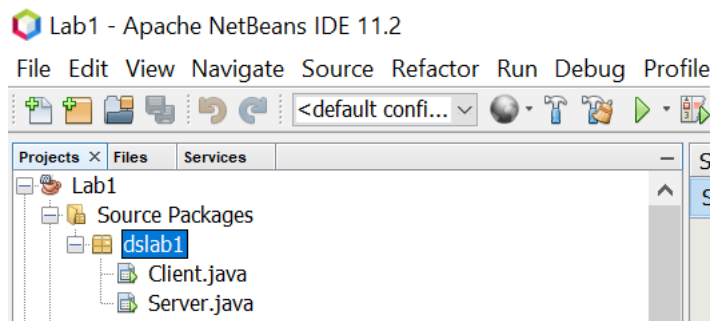 Lab1 - Apache NetBeans IDE 11.2
File Edit View Navigate Source Refactor Run Debug Profile
<default confi...
Projects Files Services
Lab1
Source Packages
dslab1
Client.java
Server.java